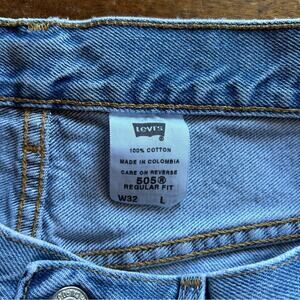 Levi's
®
100% COTTON
MADE IN COLOMBIA
CARE ON REVERSE
505®
REGULAR FIT
W32 L